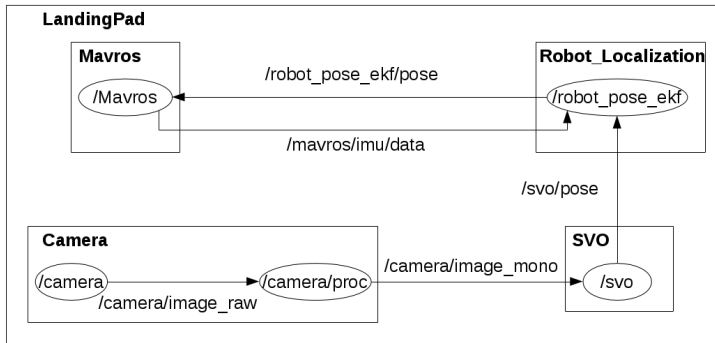 LandingPad
Mavros
Robot_Localization
/robot_pose_ekf/pose
/Mavros
/robot_pose_ekf
/mavros/imu/data
/svo/pose
Camera
SVO
/camera/image_mono
/camera
/camera/proc
/svo
/camera/image_raw